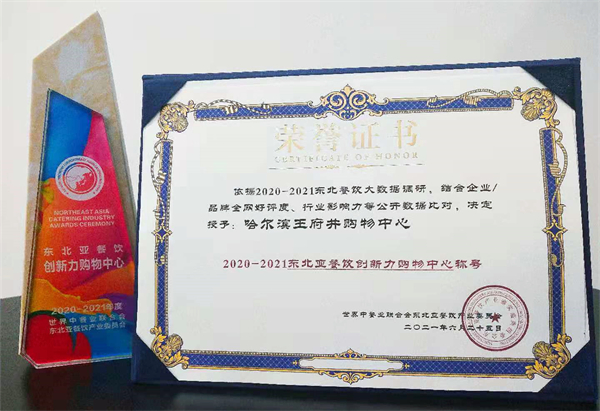 NORTHEAST ASIA
CATERING INDUSTRY
AWARDS CEREMONY
东北亚餐饮
创新力购物中心
2020-2021年度
世界中餐业联合会
东北亚餐饮产业委员会
荣誉证书
CERTIFICATE OF HONOR
依据2020-2021东北餐饮大数据调研，结合企业/
品牌全网好评度、行业影响力等公开数据比对，决定
授予：哈尔滨王府井购物中心
2020-2021东北亚餐饮创新力购物中心称号
世界中餐业联合会东北亚餐饮产业委员会
二〇二一年六月二十五日